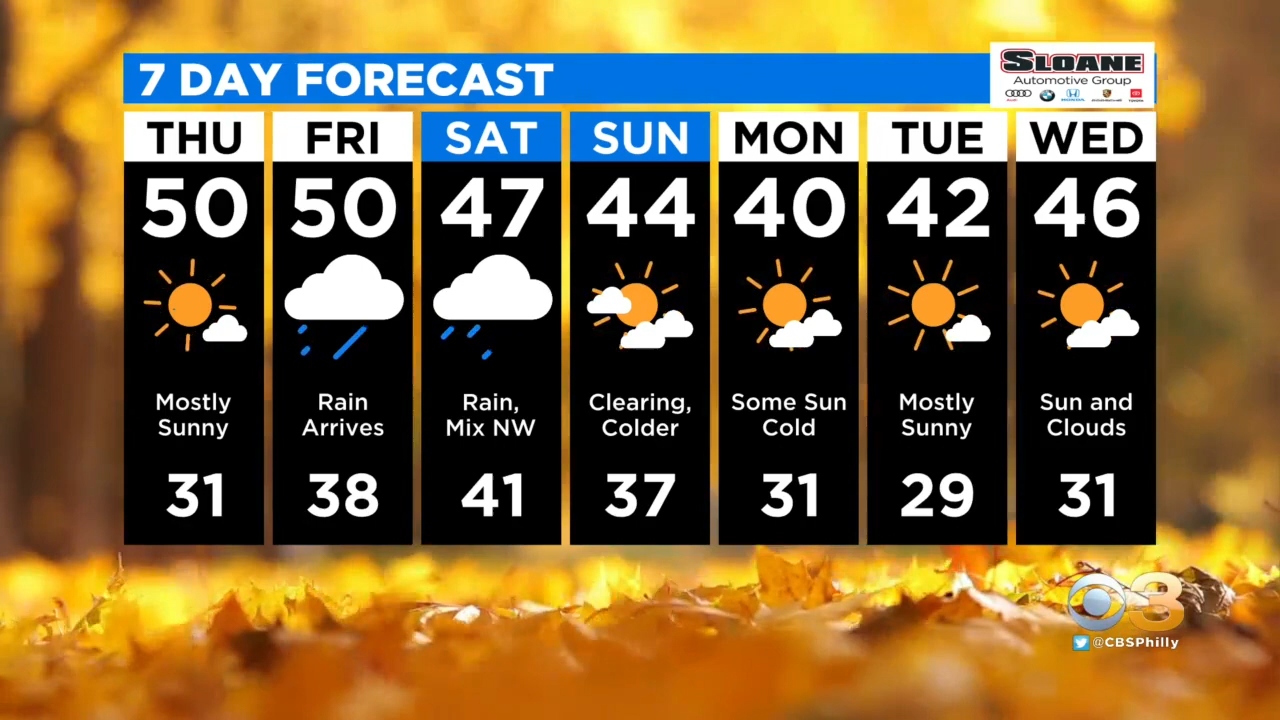 7 DAY FORECAST
SLOANE
Automotive Group
THU FRI SAT SUN MON TUE WED
50 50 47 44 40 42 46
Mostly Rain Rain, Clearing, Some Sun Mostly Sun and
Sunny Arrives Mix NW Colder Cold Sunny Clouds
31 38 41 37 31 29 31
3
@CBSPhilly